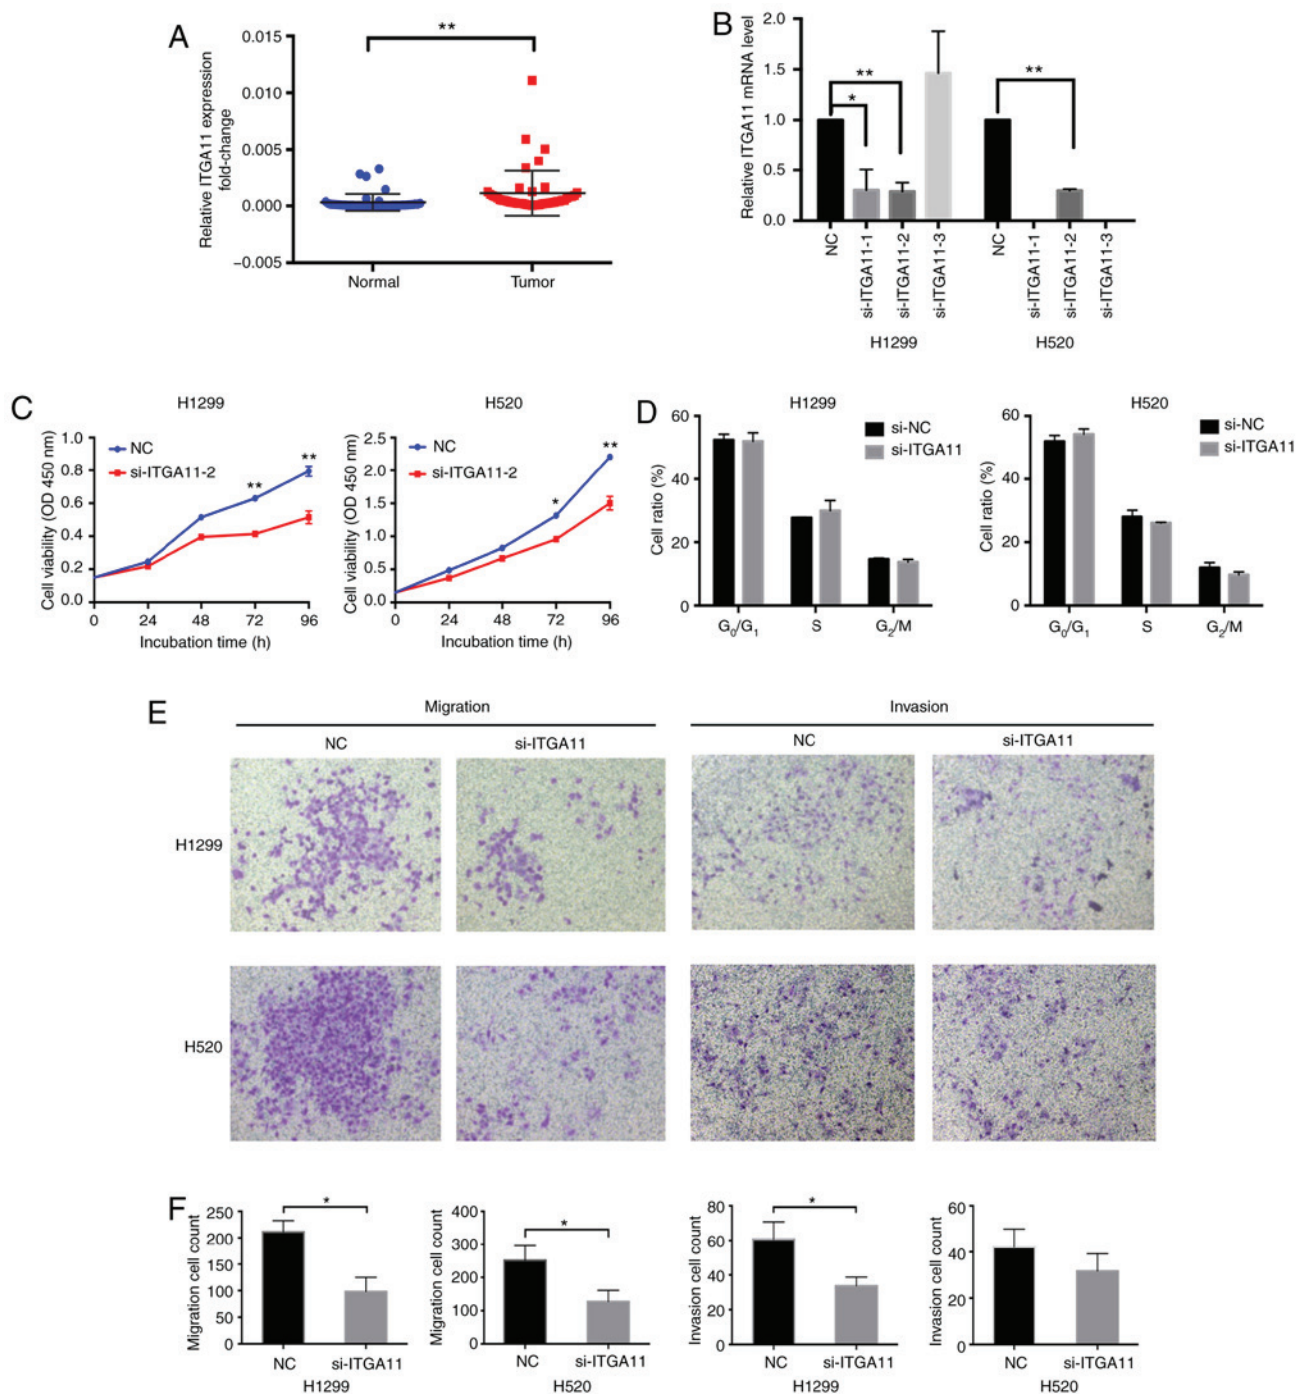 A
Relative ITGA11 expression
fold-change
0.015
0.010
0.005
0.000
−0.005
**
Normal
Tumor
B
Relative ITGA11 mRNA level
2.0
1.5
1.0
0.5
0.0
**
*
**
NC
si-ITGA11-1
si-ITGA11-2
si-ITGA11-3
NC
si-ITGA11-1
si-ITGA11-2
si-ITGA11-3
H1299
H520
C
H1299
Cell viability (OD 450 nm)
1.0
0.8
0.6
0.4
0.2
0.0
NC
si-ITGA11-2
**
**
0 24 48 72 96
Incubation time (h)
H520
Cell viability (OD 450 nm)
2.5
2.0
1.5
1.0
0.5
0.0
NC
si-ITGA11-2
*
**
0 24 48 72 96
Incubation time (h)
D
H1299
Cell ratio (%)
60
40
20
0
si-NC
si-ITGA11
G0/G1 S G2/M
H520
Cell ratio (%)
60
40
20
0
si-NC
si-ITGA11
G0/G1 S G2/M
E
Migration
Invasion
NC
si-ITGA11
NC
si-ITGA11
H1299
H520
F
Migration cell count
250
200
150
100
50
0
*
NC
si-ITGA11
H1299
Migration cell count
400
300
200
100
0
*
NC
si-ITGA11
H520
Invasion cell count
80
60
40
20
0
*
NC
si-ITGA11
H1299
Invasion cell count
60
40
20
0
NC
si-ITGA11
H520